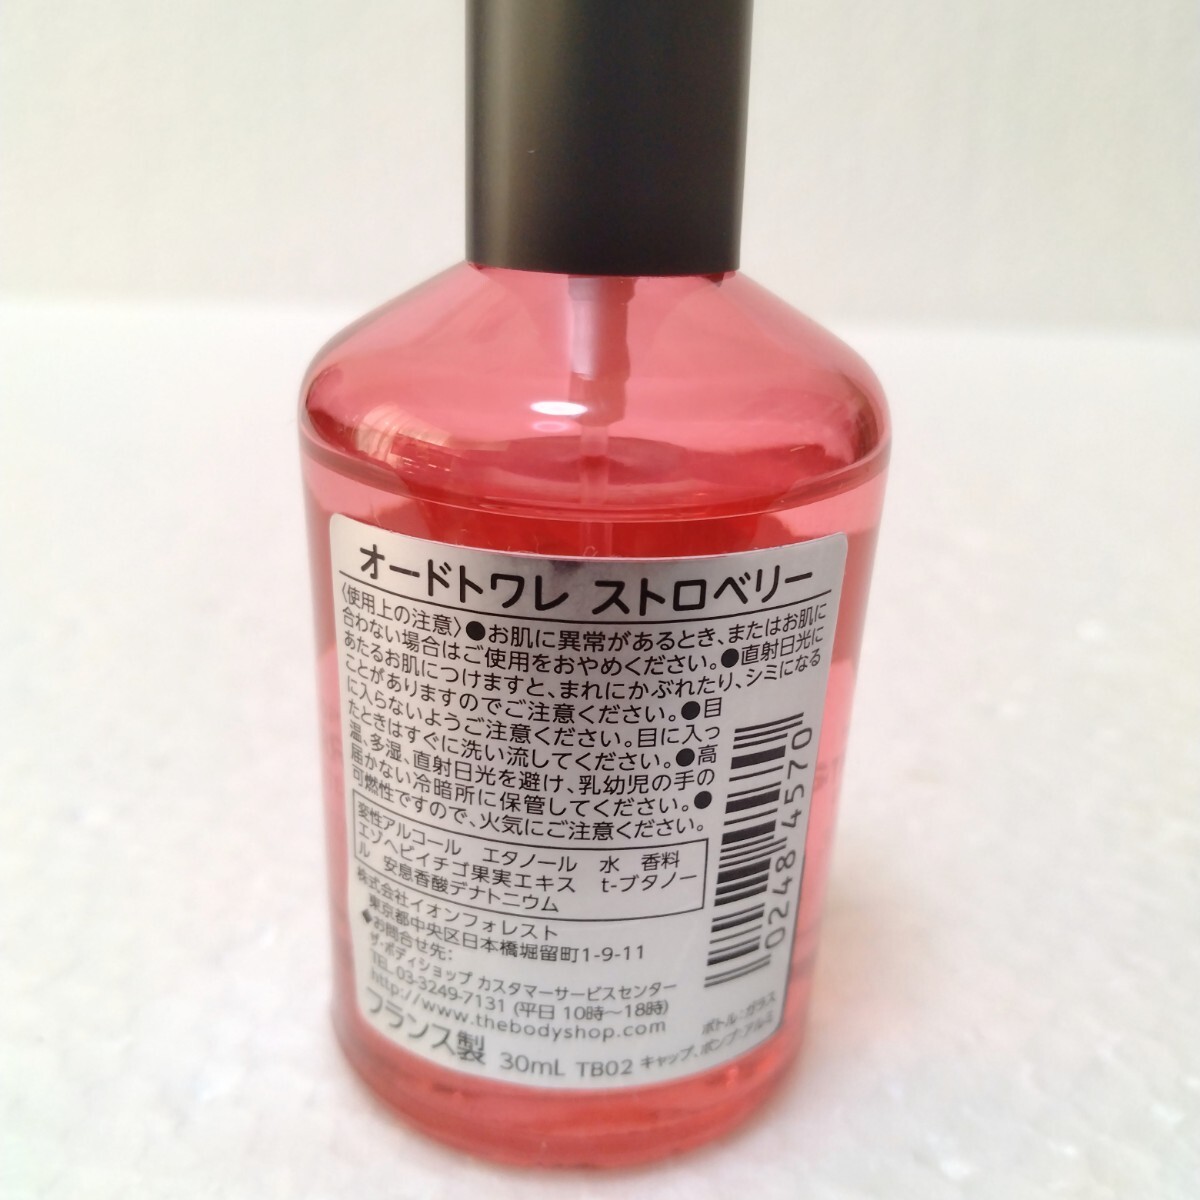 オードトワレ ストロベリー
〈使用上の注意〉●お肌に異常があるとき、またはお肌に
合わない場合はご使用をおやめください。●直射日光に
あたるお肌につけますと、まれにかぶれたり、シミになる
ことがありますのでご注意ください。●目
に入らないようご注意ください。目に入っ
たときはすぐに洗い流してください。●高
温、多湿、直射日光を避け、乳幼児の手の
届かない冷暗所に保管してください。●
可燃性ですので、火気にご注意ください。
変性アルコール エタノール 水 香料
エゾヘビイチゴ果実エキス t-ブタノー
ル 安息香酸デナトニウム
株式会社イオンフォレスト
東京都中央区日本橋堀留町1-9-11
◆お問合せ先:
ザ・ボディショップ カスタマーサービスセンター
TEL.03-3249-7131 (平日 10時〜18時)
http://www.thebodyshop.com
フランス製 30mL TB02 キャップ、ポンプ:アルミ
ボトル:ガラス
0248 4570